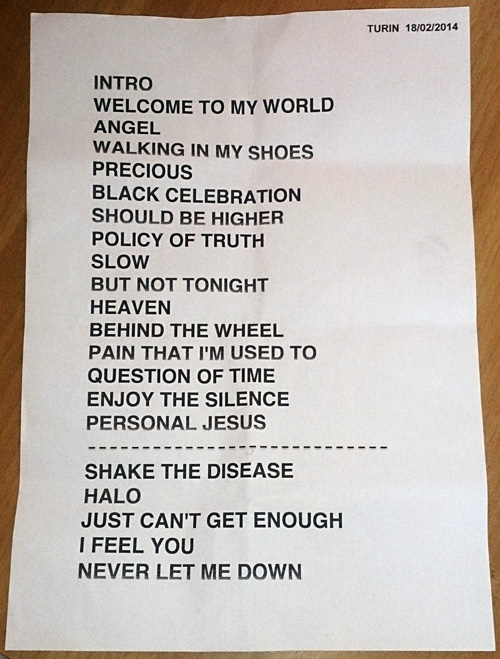 TURIN 18/02/2014
INTRO
WELCOME TO MY WORLD
ANGEL
WALKING IN MY SHOES
PRECIOUS
BLACK CELEBRATION
SHOULD BE HIGHER
POLICY OF TRUTH
SLOW
BUT NOT TONIGHT
HEAVEN
BEHIND THE WHEEL
PAIN THAT I'M USED TO
QUESTION OF TIME
ENJOY THE SILENCE
PERSONAL JESUS
------------------------------
SHAKE THE DISEASE
HALO
JUST CAN'T GET ENOUGH
I FEEL YOU
NEVER LET ME DOWN